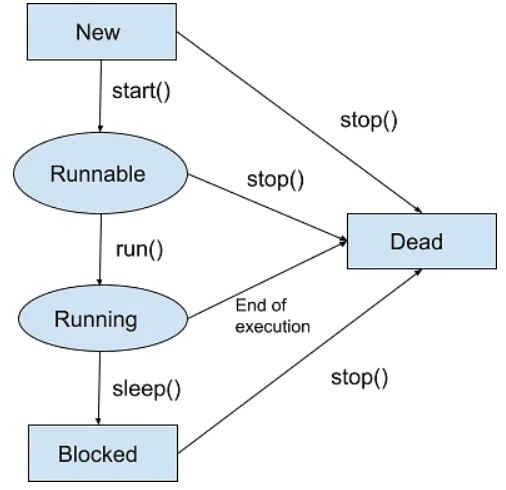 New
start()
stop()
Runnable
stop()
Dead
run()
End of
execution
Running
stop()
sleep()
Blocked